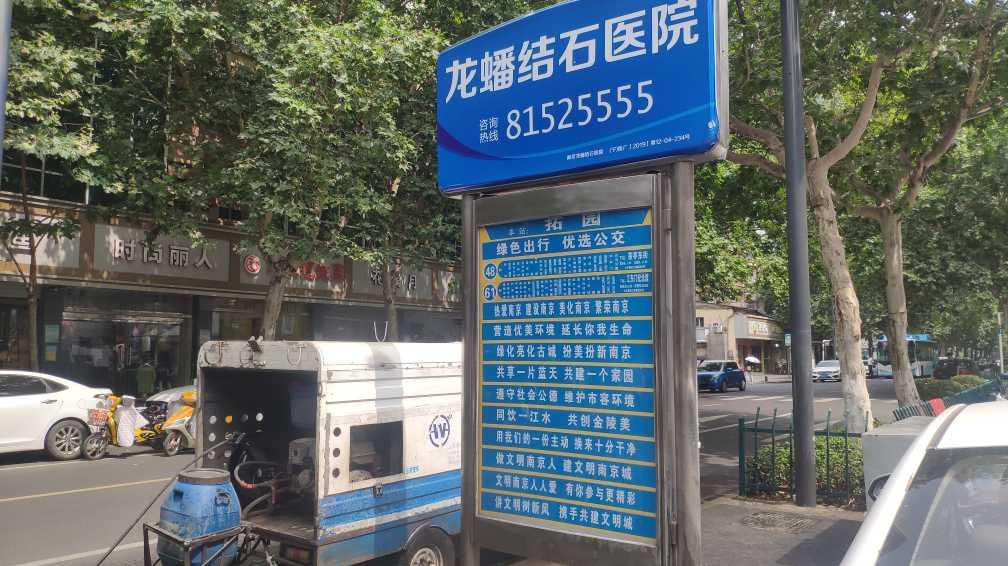 龙蟠结石医院
咨询热线 81525555
本站: 拓园
绿色出行 优选公交
48
61
热爱南京 建设南京 美化南京 繁荣南京
营造优美环境 延长你我生命
绿化亮化古城 扮美扮新南京
共享一片蓝天 共建一个家园
遵守社会公德 维护市容环境
同饮一江水 共创金陵美
用我们的一份主动 换来十分干净
做文明南京人 建文明南京城
文明南京人人爱 有你参与更精彩
讲文明树新风 携手共建文明城
时尚丽人